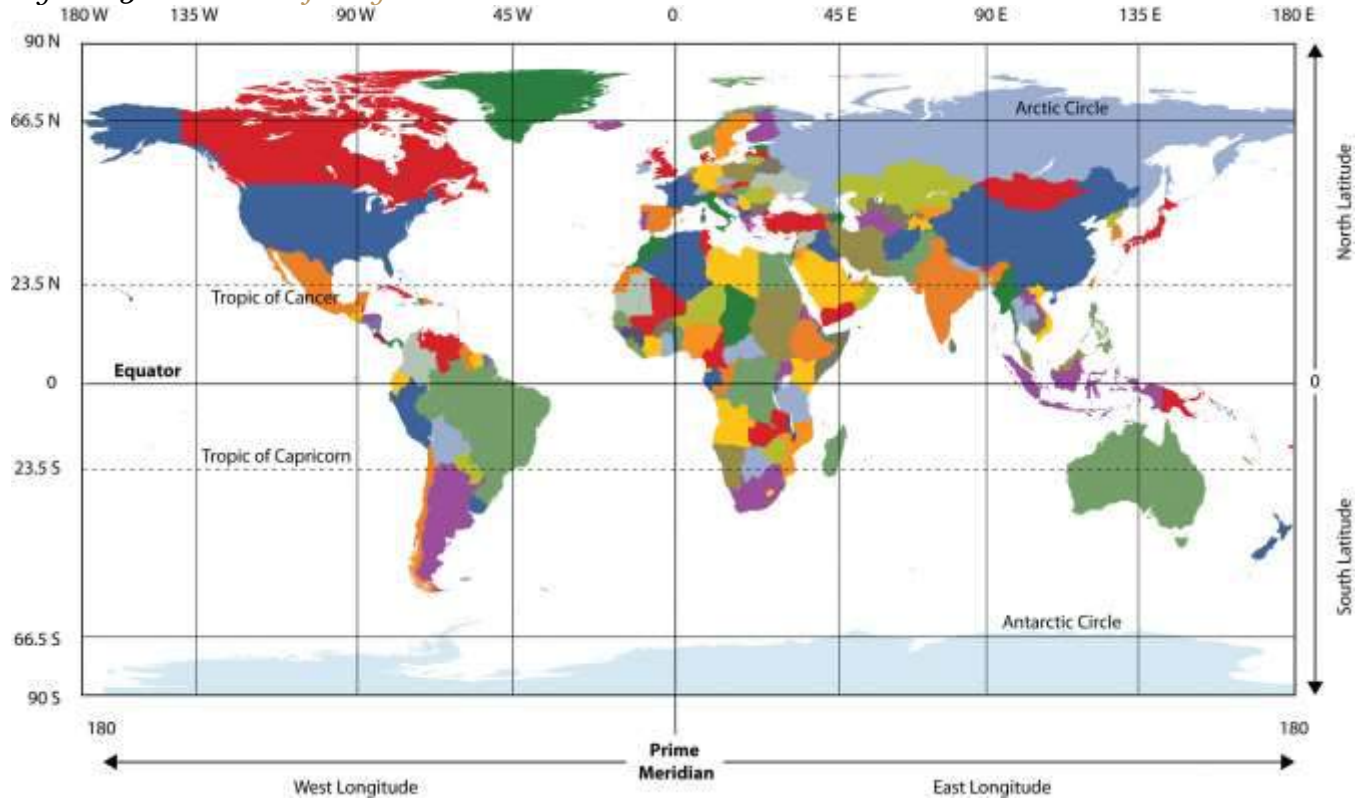 180 W 135 W 90 W 45 W 0 45 E 90 E 135 E 180 E
90 N
Arctic Circle
66.5 N
North Latitude
23.5 N
Tropic of Cancer
Equator
0 0
Tropic of Capricorn
23.5 S
South Latitude
Antarctic Circle
66.5 S
90 S
180 180
Prime
Meridian
West Longitude East Longitude